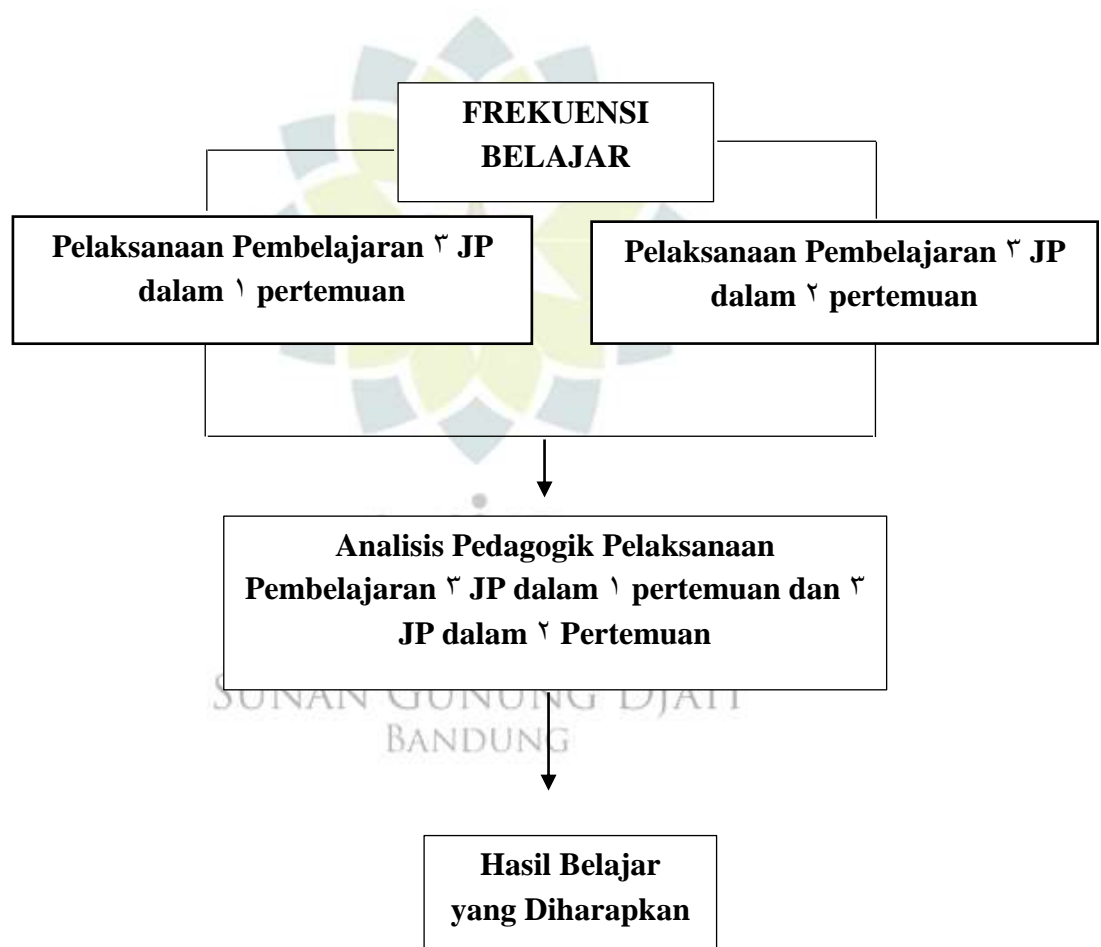 FREKUENSI
BELAJAR
Pelaksanaan Pembelajaran ٣ JP
dalam ١ pertemuan
Pelaksanaan Pembelajaran ٣ JP
dalam ٢ pertemuan
Analisis Pedagogik Pelaksanaan
Pembelajaran ٣ JP dalam ١ pertemuan dan ٣
JP dalam ٢ Pertemuan
SUNAN GUNUNG DJATI
BANDUNG
Hasil Belajar
yang Diharapkan